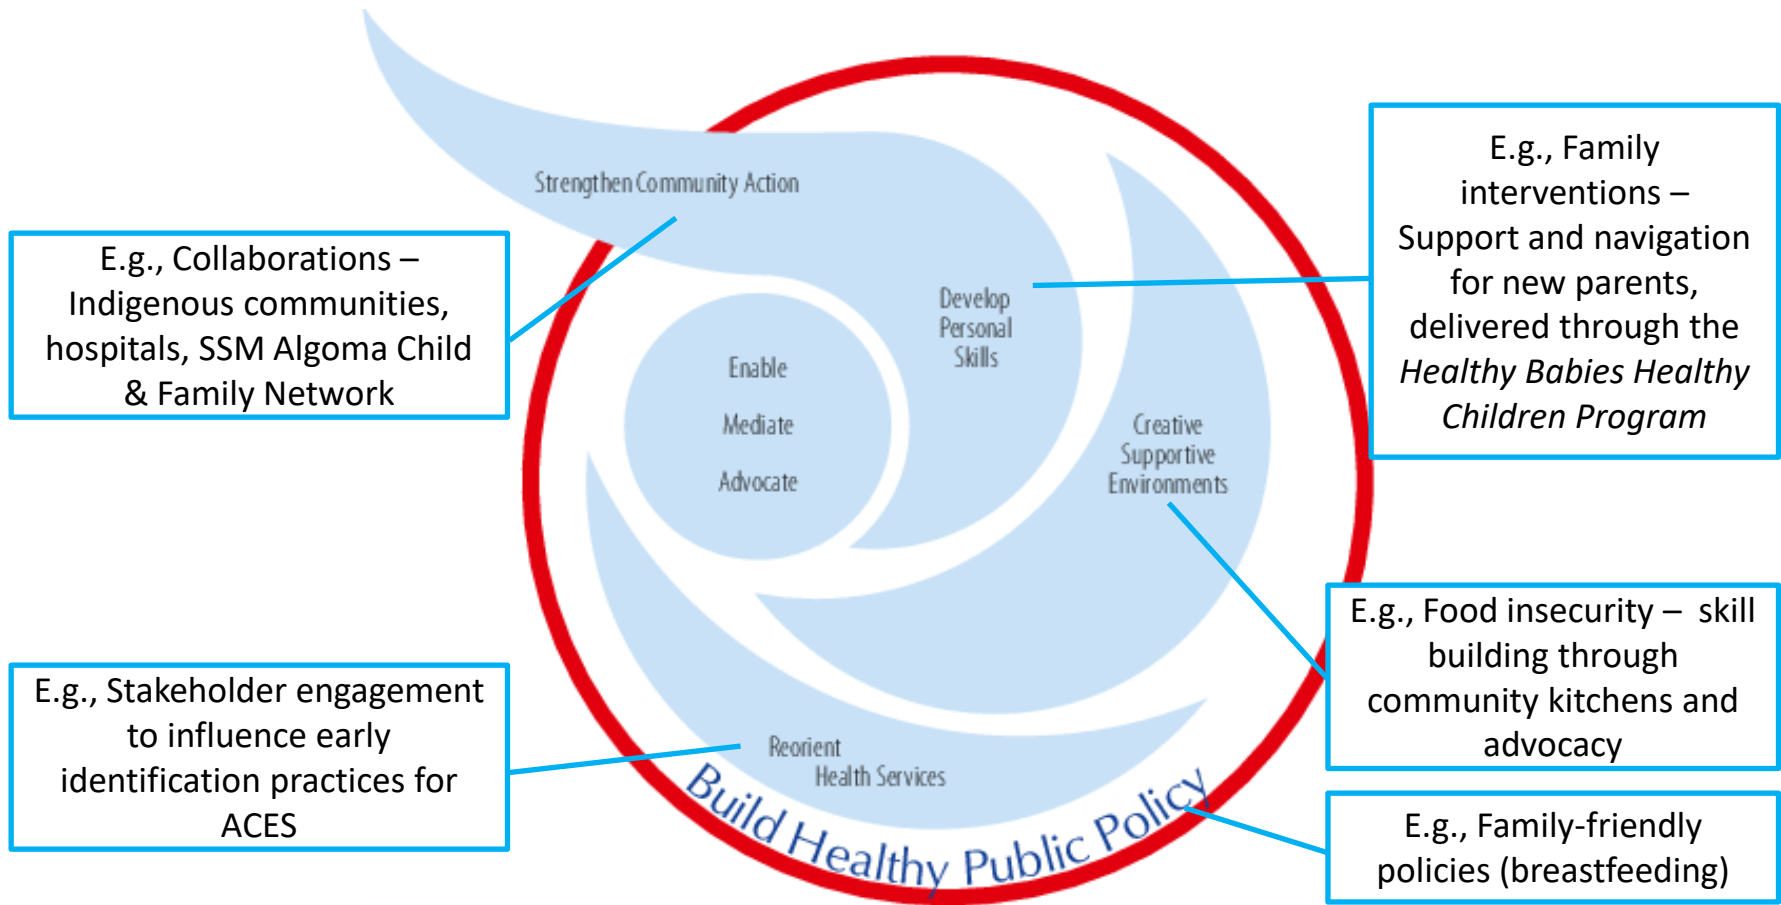 Strengthen Community Action
E.g., Collaborations –
Indigenous communities,
hospitals, SSM Algoma Child
& Family Network
E.g., Family
interventions –
Support and navigation
for new parents,
delivered through the
Healthy Babies Healthy
Children Program
Develop
Personal
Skills
Enable
Mediate
Advocate
Creative
Supportive
Environments
E.g., Food insecurity – skill
building through
community kitchens and
advocacy
E.g., Stakeholder engagement
to influence early
identification practices for
ACES
Reorient
Health Services
Build Healthy Public Policy
E.g., Family-friendly
policies (breastfeeding)